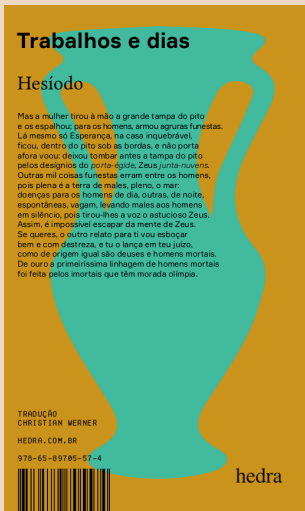 Trabalhos e dias
Hesíodo
Mas a mulher tirou à mão a grande tampa do pito
e os espalhou; para os homens, armou agruras funestas.
Lá mesmo só Esperança, na casa inquebrável,
ficou, dentro do pito sob as bordas, e não porta
afora voou: deixou tombar antes a tampa do pito
pelos desígnios do porta-égide, Zeus junta-nuvens.
Outras mil coisas funestas erram entre os homens,
pois plena é a terra de males, pleno, o mar:
doenças para os homens de dia, outras, de noite,
espontâneas, vagam, levando males aos homens
em silêncio, pois tirou-lhes a voz o astucioso Zeus.
Assim, é impossível escapar da mente de Zeus.
Se queres, o outro relato para ti vou esboçar
bem e com destreza, e tu o lança em teu juízo,
como de origem igual são deuses e homens mortais.
De ouro a primeiríssima linhagem de homens mortais
foi feita pelos imortais que têm morada olímpia.
TRADUÇÃO
CHRISTIAN WERNER
HEDRA.COM.BR
978-65-89705-57-4
hedra